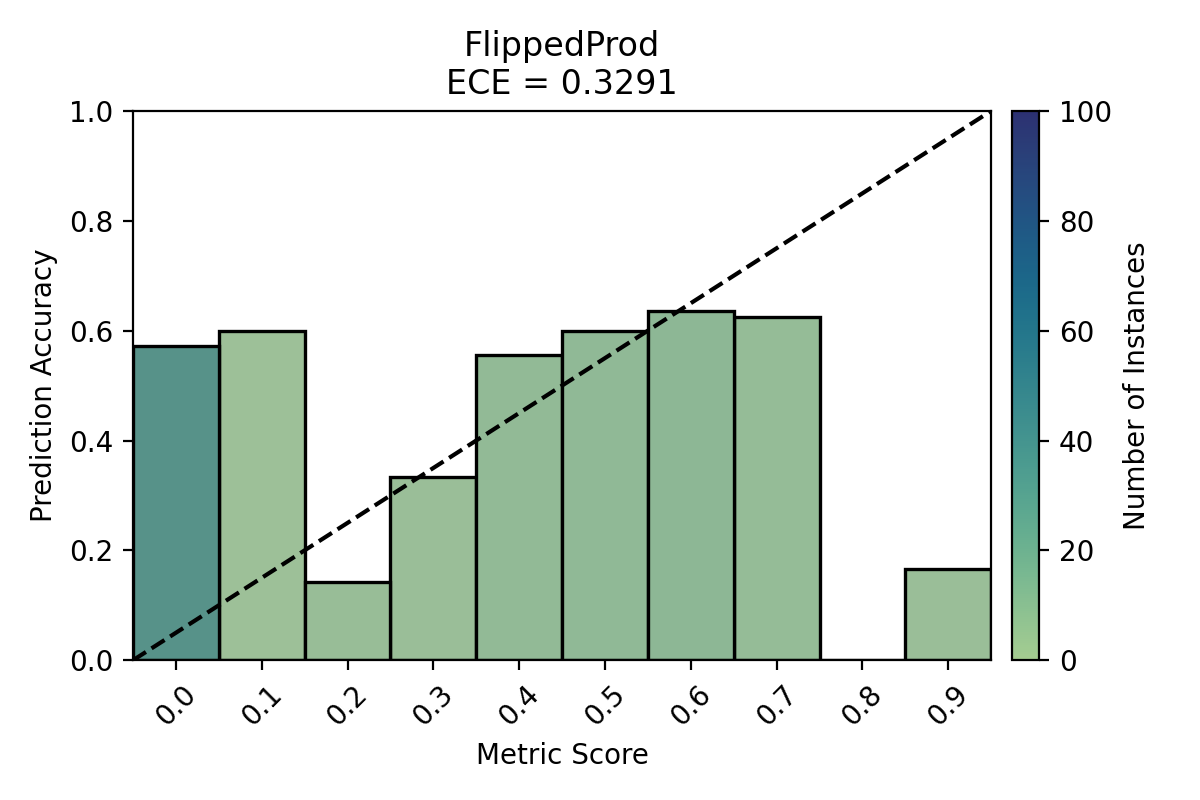 FlippedProd
ECE = 0.3291
1.0
0.8
0.6
0.4
0.2
0.0
Prediction Accuracy
0.0 0.1 0.2 0.3 0.4 0.5 0.6 0.7 0.8 0.9
Metric Score
100
80
60
40
20
0
Number of Instances